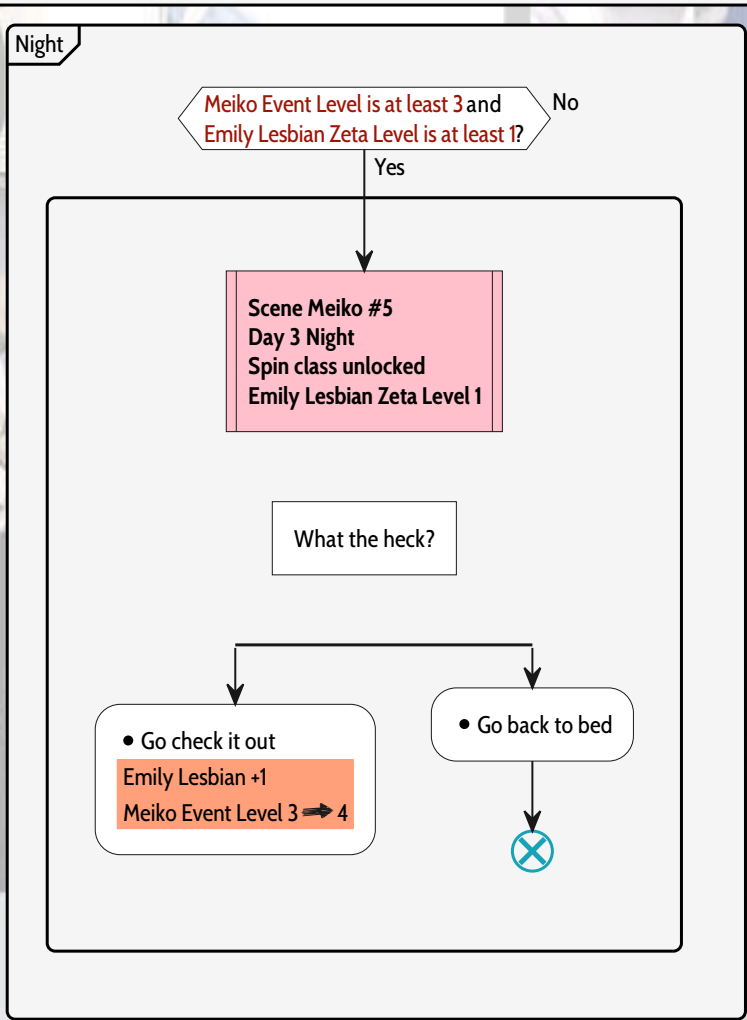 Night
Meiko Event Level is at least 3 and
Emily Lesbian Zeta Level is at least 1?
No
Yes
Scene Meiko #5
Day 3 Night
Spin class unlocked
Emily Lesbian Zeta Level 1
What the heck?
• Go check it out
Emily Lesbian +1
Meiko Event Level 3 ➠ 4
• Go back to bed